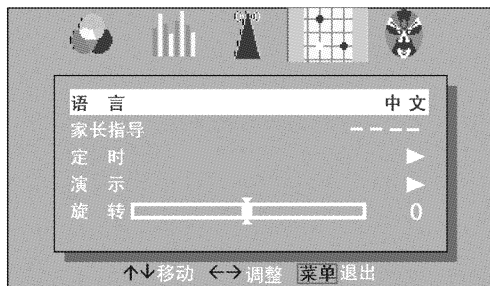 语言 中文
家长指导 ----
定时 ▶
演示 ▶
旋转 0
↑↓移动 ←→调整 菜单退出